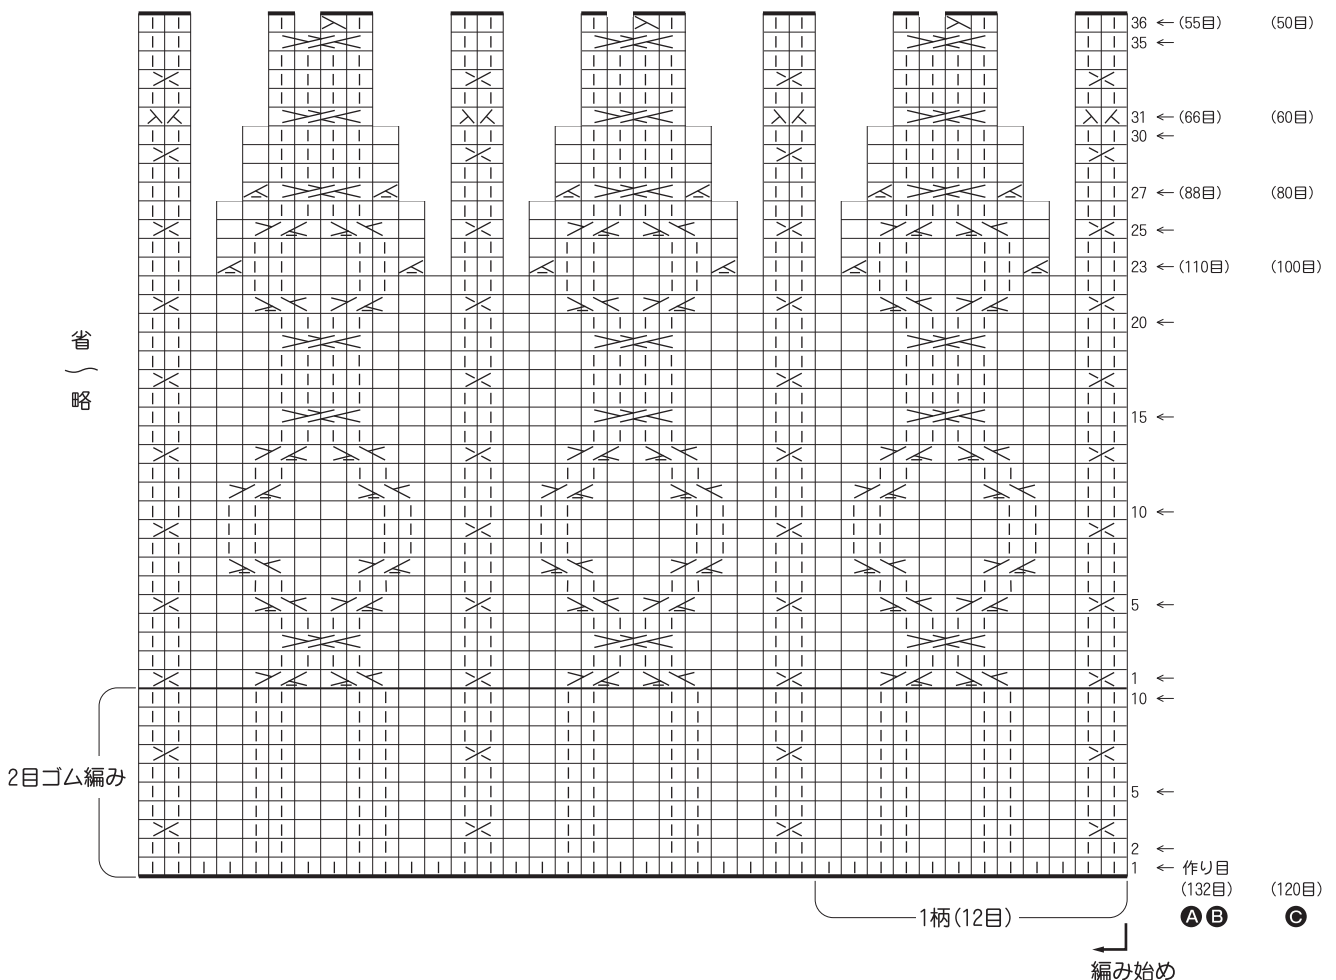 36 ←(55目) (50目)
35 ←
31 ←(66目) (60目)
30 ←
27 ←(88目) (80目)
25 ←
23 ←(110目) (100目)
省
〜
略
20 ←
15 ←
10 ←
5 ←
1 ←
10 ←
2目ゴム編み
5 ←
2 ←
1 ← 作り目
(132目) (120目)
1柄(12目)
A B C
編み始め